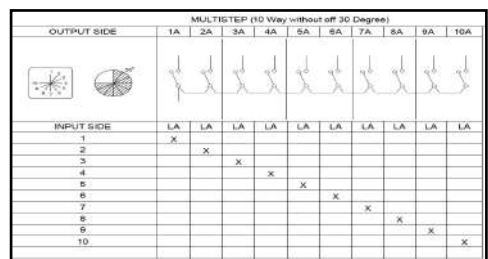 MULTISTEP (10 Way without off 30 Degree)
OUTPUT SIDE 1A 2A 3A 4A 5A 6A 7A 8A 9A 10A
INPUT SIDE LA LA LA LA LA LA LA LA LA LA
1 X
2 X
3 X
4 X
5 X
6 X
7 X
8 X
9 X
10 X